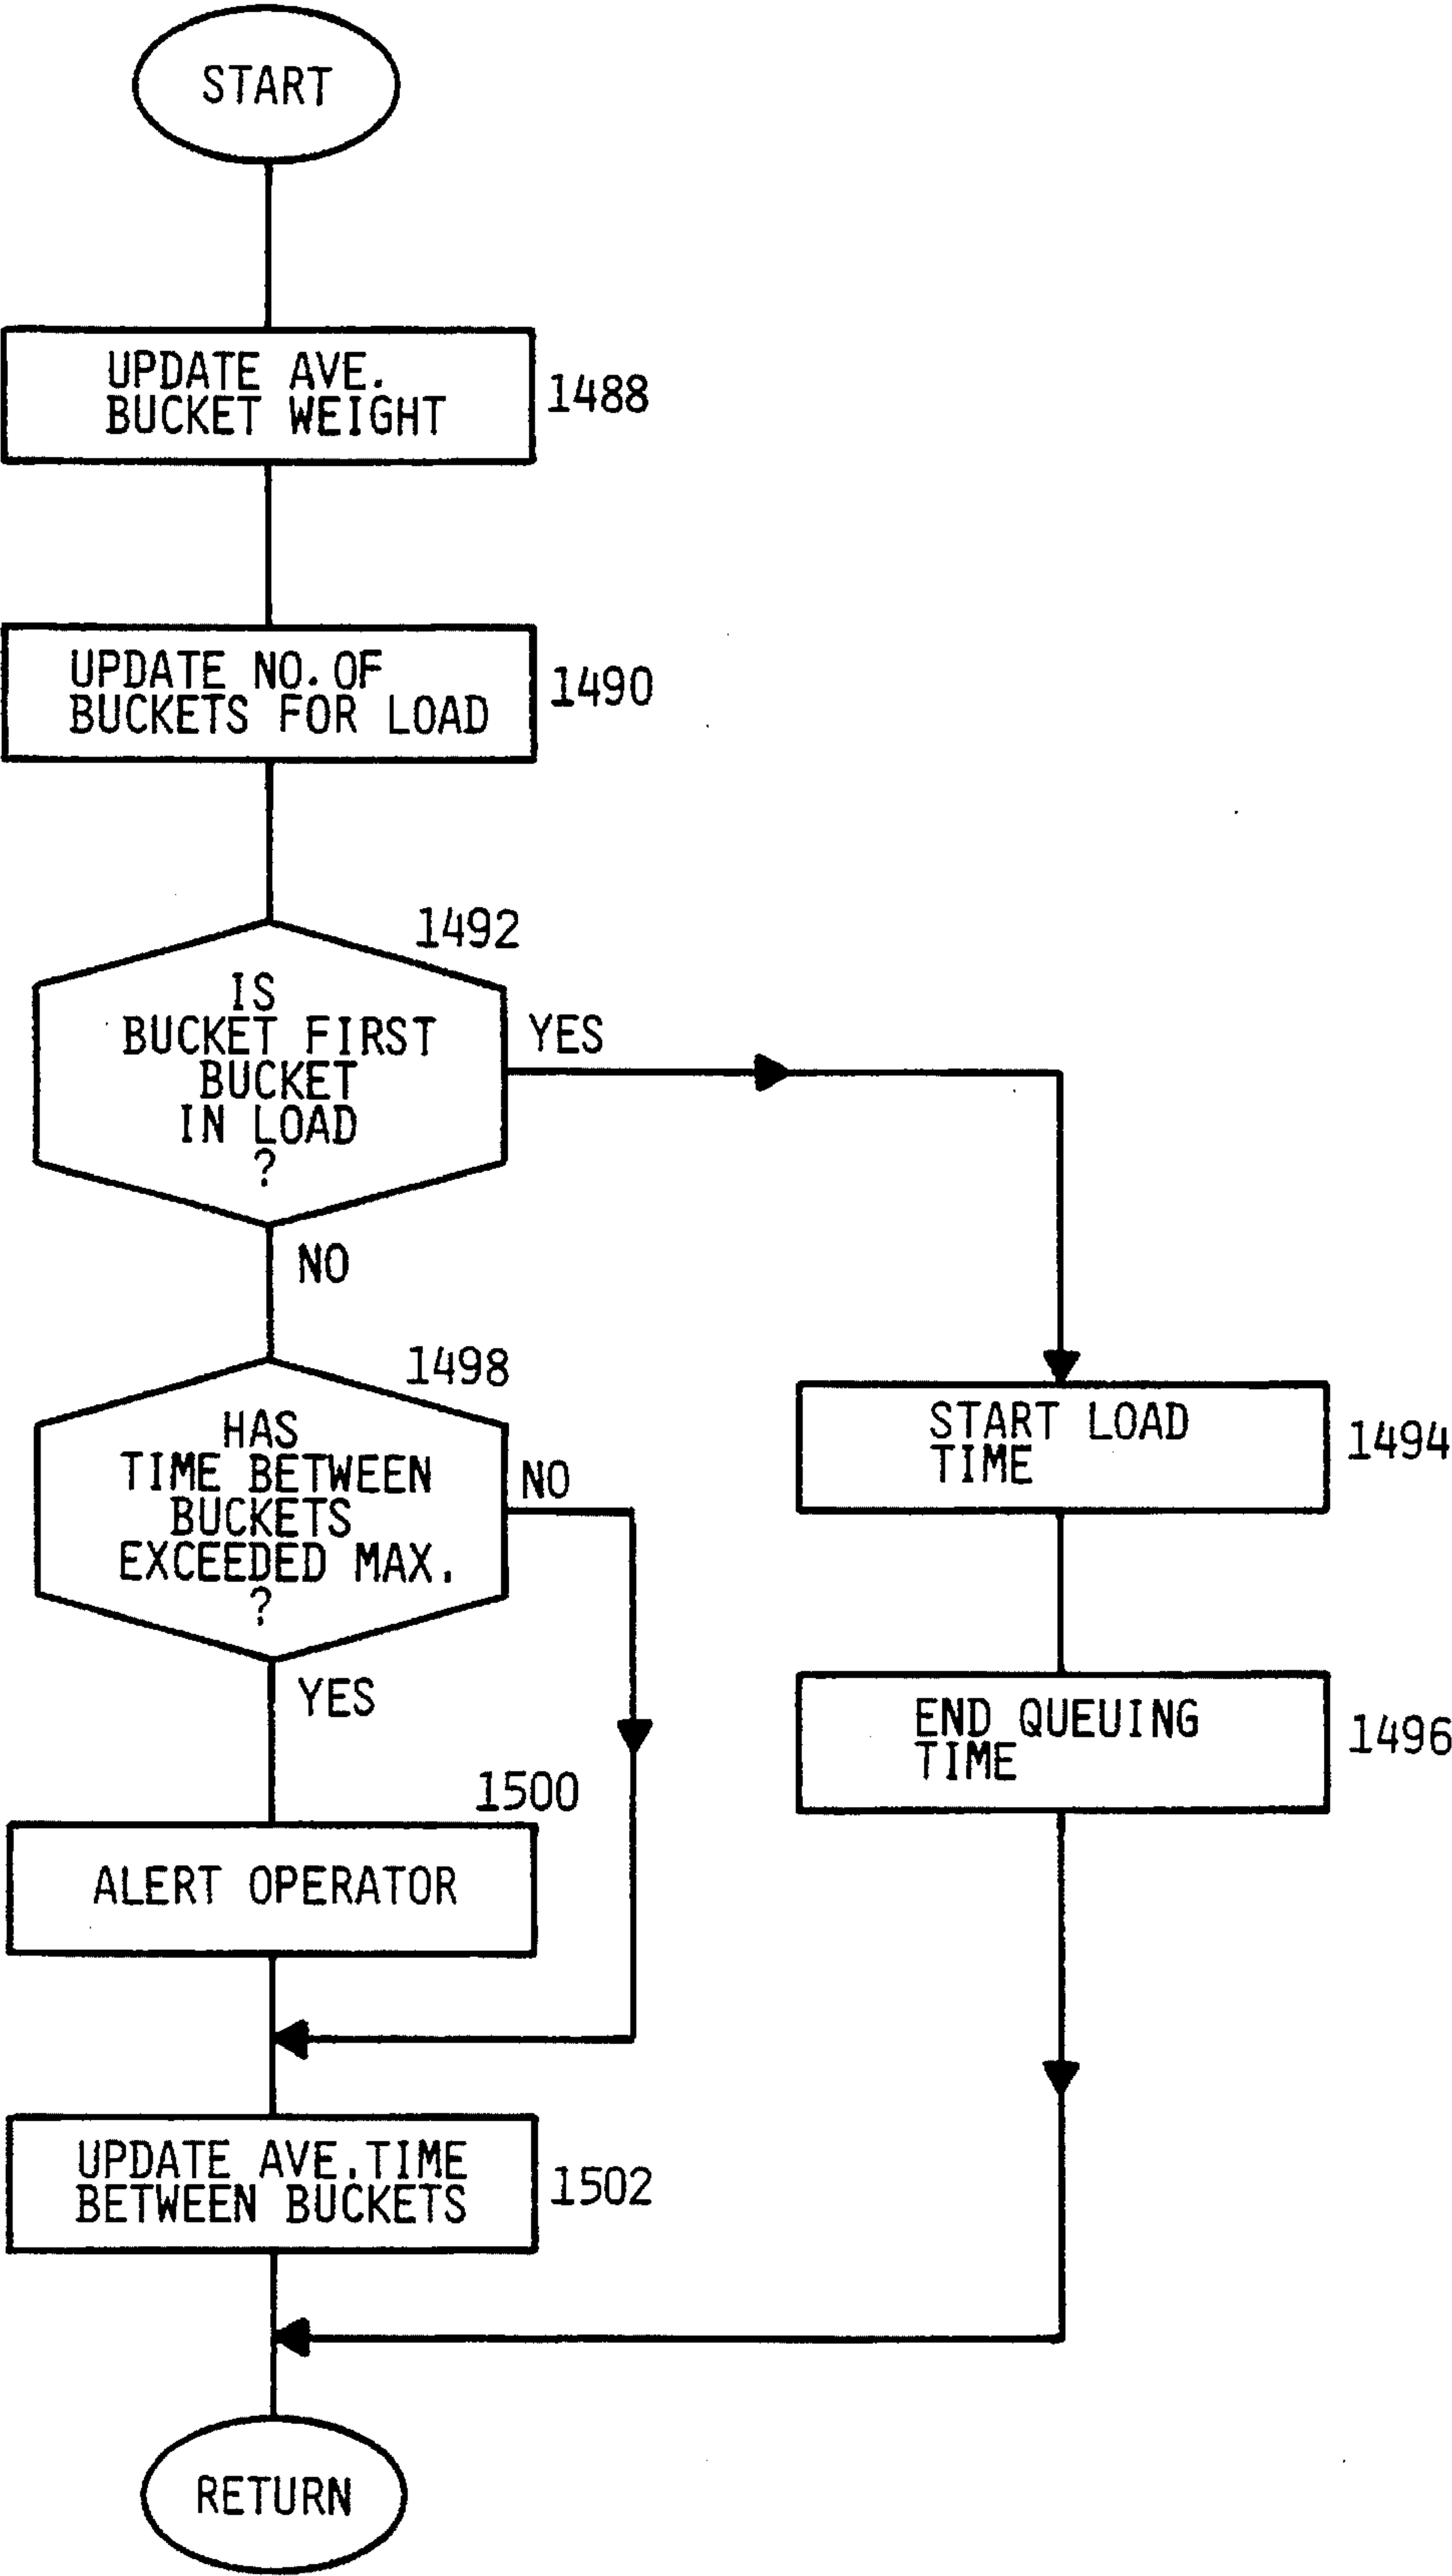 START
UPDATE AVE.
BUCKET WEIGHT
1488
UPDATE NO. OF
BUCKETS FOR LOAD
1490
1492
IS
BUCKET FIRST
BUCKET
IN LOAD
?
YES
NO
1498
HAS
TIME BETWEEN
BUCKETS
EXCEEDED MAX.
?
NO
YES
START LOAD
TIME
1494
END QUEUING
TIME
1496
1500
ALERT OPERATOR
UPDATE AVE. TIME
BETWEEN BUCKETS
1502
RETURN